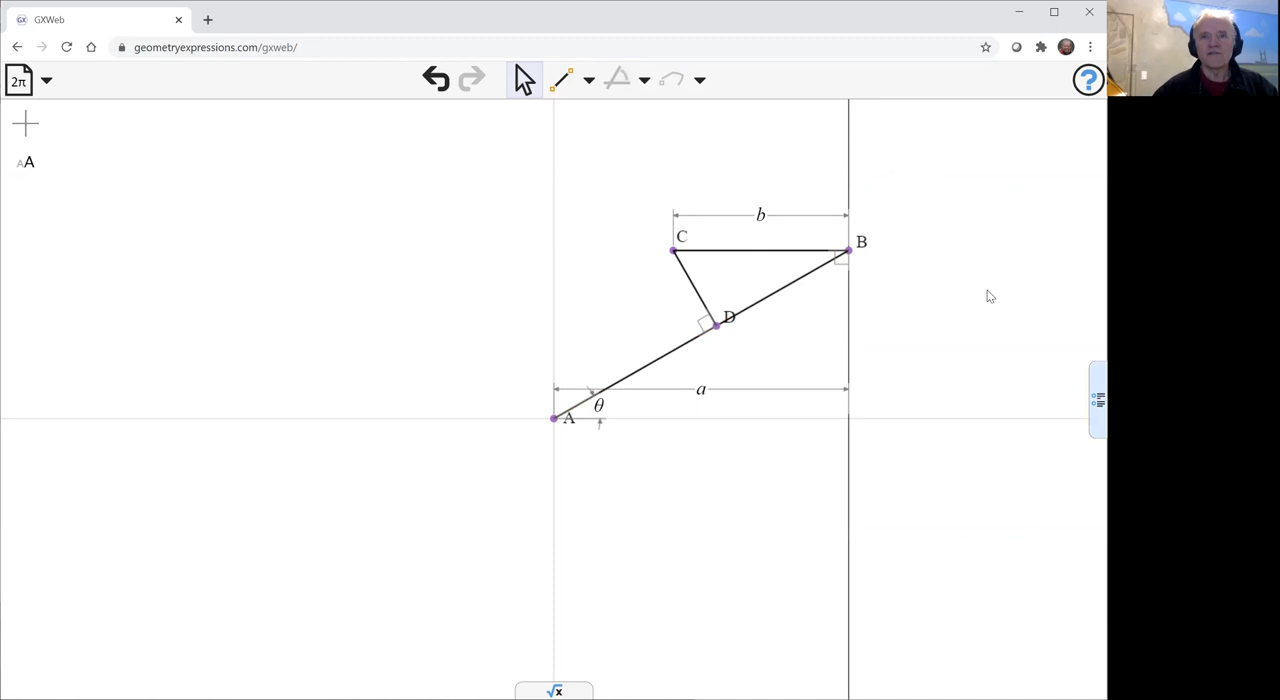 GXWeb
geometryexpressions.com/gxweb/
2π
?
AA
b
C
B
D
a
θ
A
√x